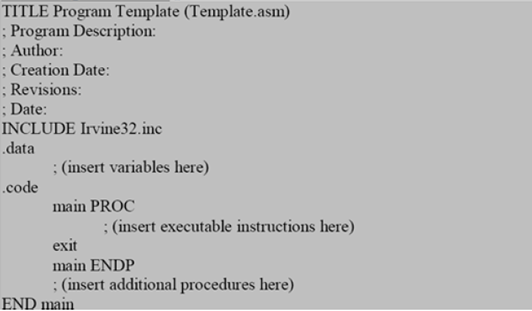 TITLE Program Template (Template.asm)
; Program Description:
; Author:
; Creation Date:
; Revisions:
; Date:
INCLUDE Irvine32.inc
.data
; (insert variables here)
.code
main PROC
; (insert executable instructions here)
exit
main ENDP
; (insert additional procedures here)
END main